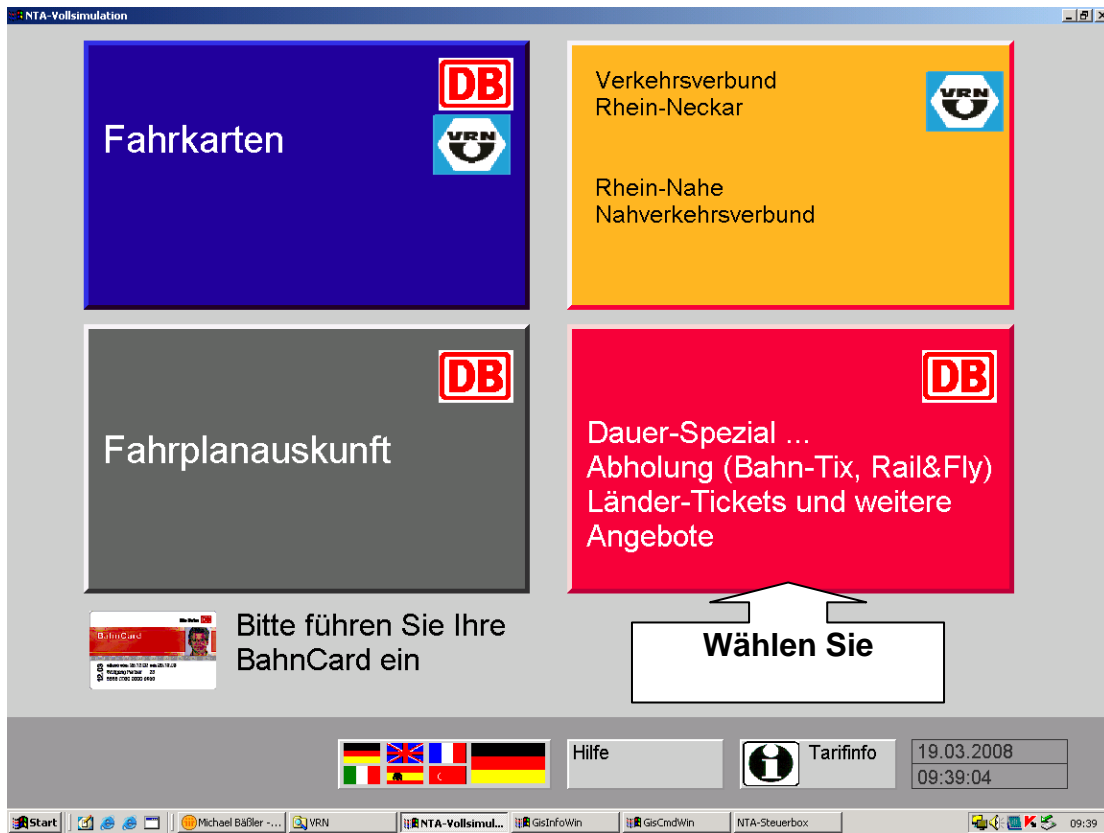 NTA-Vollsimulation
Fahrkarten
DB
VRN
Verkehrsverbund
Rhein-Neckar
VRN
Rhein-Nahe
Nahverkehrsverbund
Fahrplanauskunft
DB
DB
Dauer-Spezial ...
Abholung (Bahn-Tix, Rail&Fly)
Länder-Tickets und weitere
Angebote
BahnCard
Bitte führen Sie Ihre
BahnCard ein
Wählen Sie
Hilfe
Tarifinfo
19.03.2008
09:39:04
Start
Michael Bäßler -...
VRN
NTA-Vollsimul...
GisInfoWin
GisCmdWin
NTA-Steuerbox
09:39